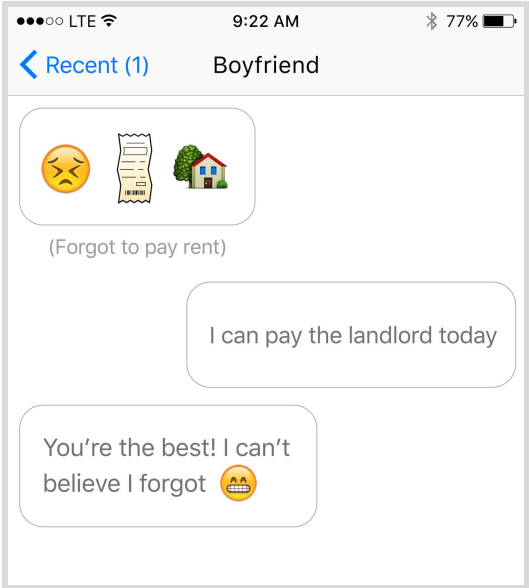 LTE 9:22 AM 77%
Recent (1) Boyfriend
(Forgot to pay rent)
I can pay the landlord today
You’re the best! I can’t
believe I forgot 😁